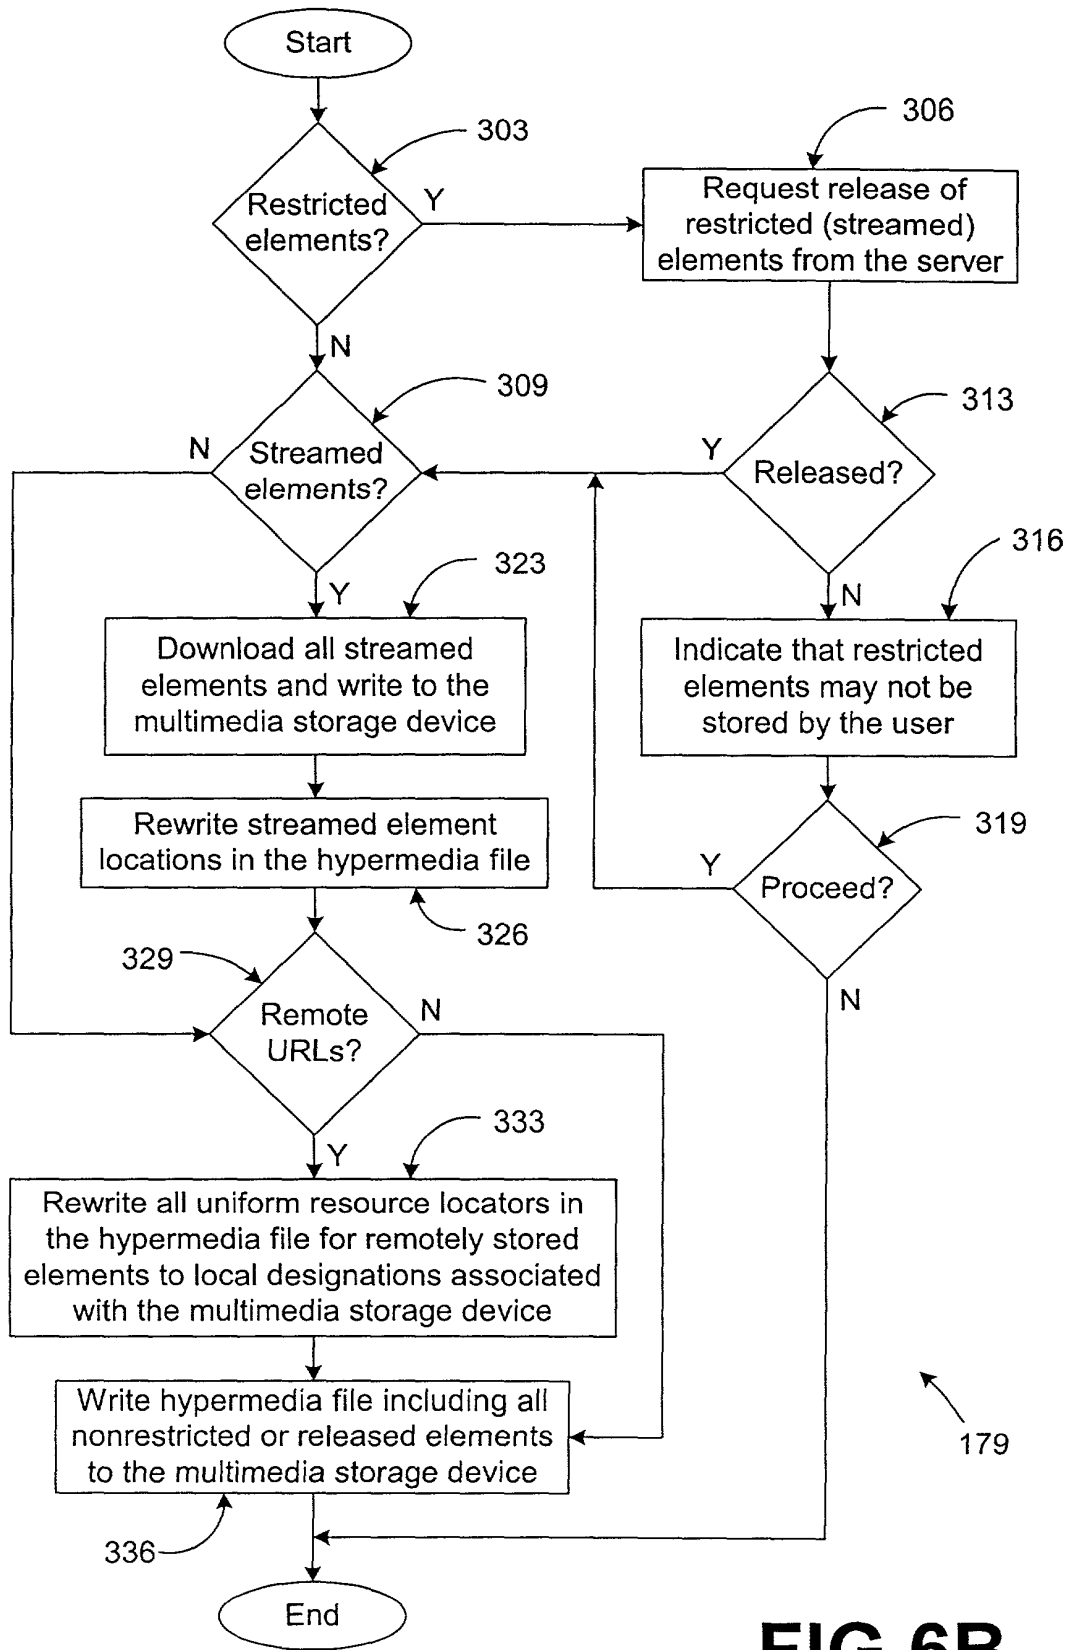 Start
303
306
Restricted
elements?
Y
Request release of
restricted (streamed)
elements from the server
N
309
313
N
Streamed
elements?
Y
Released?
316
323
Y
N
Download all streamed
elements and write to the
multimedia storage device
Indicate that restricted
elements may not be
stored by the user
Rewrite streamed element
locations in the hypermedia file
319
Y
Proceed?
326
329
N
N
Remote
URLs?
333
Y
Rewrite all uniform resource locators in
the hypermedia file for remotely stored
elements to local designations associated
with the multimedia storage device
Write hypermedia file including all
nonrestricted or released elements
to the multimedia storage device
179
336
End
FIG 6B